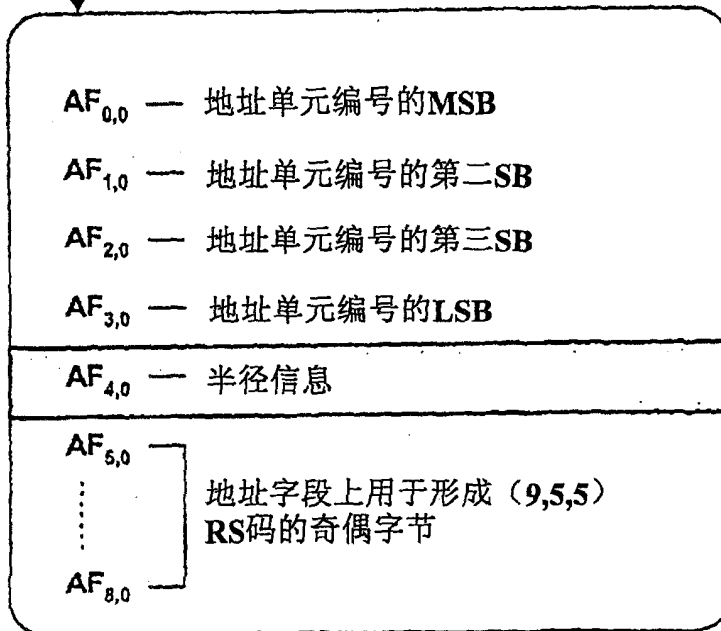 AF0,0 — 地址单元编号的MSB
AF1,0 — 地址单元编号的第二SB
AF2,0 — 地址单元编号的第三SB
AF3,0 — 地址单元编号的LSB
AF4,0 — 半径信息
AF5,0
地址字段上用于形成（9,5,5）
RS码的奇偶字节
AF8,0